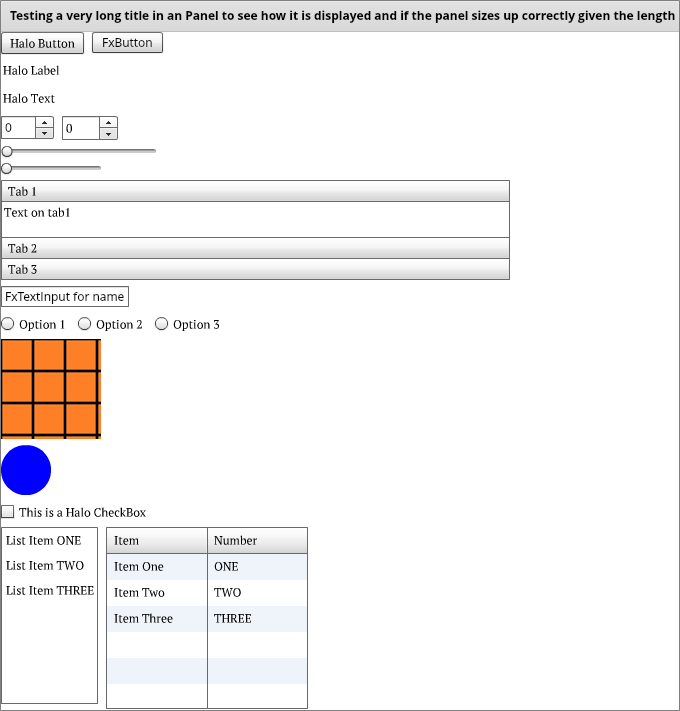 Testing a very long title in an Panel to see how it is displayed and if the panel sizes up correctly given the length
Halo Button FxButton
Halo Label
Halo Text
0 0
Tab 1
Text on tab1
Tab 2
Tab 3
FxTextInput for name
Option 1 Option 2 Option 3
This is a Halo CheckBox
List Item ONE
List Item TWO
List Item THREE
Item Number
Item One ONE
Item Two TWO
Item Three THREE